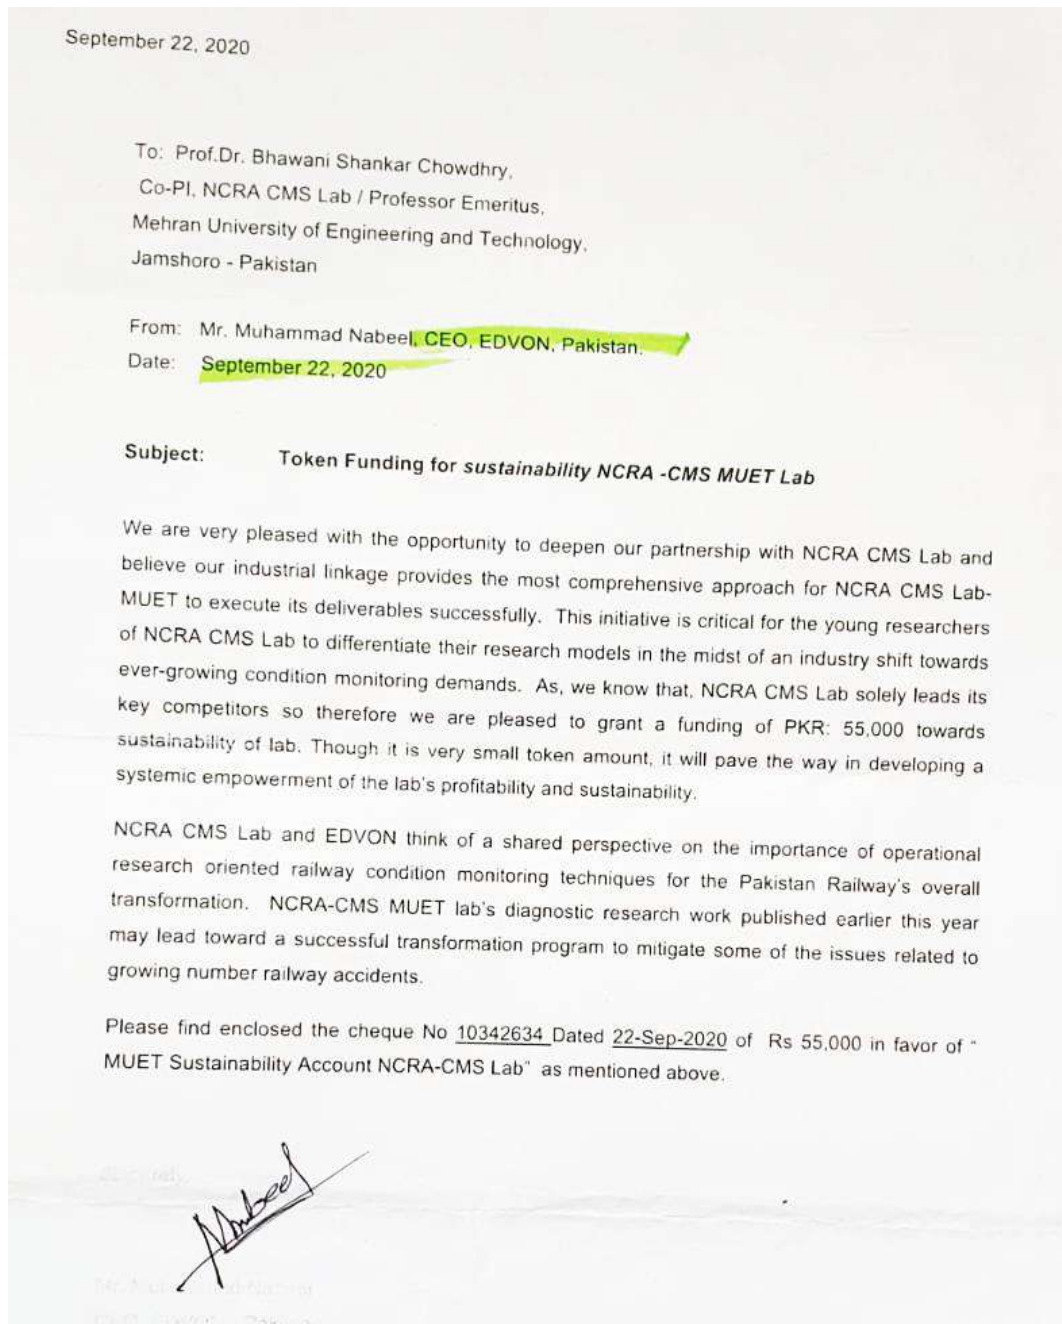 September 22, 2020
To: Prof.Dr. Bhawani Shankar Chowdhry,
Co-PI, NCRA CMS Lab / Professor Emeritus,
Mehran University of Engineering and Technology,
Jamshoro - Pakistan
From: Mr. Muhammad Nabeel, CEO, EDVON, Pakistan.
Date: September 22, 2020
Subject: Token Funding for sustainability NCRA -CMS MUET Lab
We are very pleased with the opportunity to deepen our partnership with NCRA CMS Lab and
believe our industrial linkage provides the most comprehensive approach for NCRA CMS Lab-
MUET to execute its deliverables successfully. This initiative is critical for the young researchers
of NCRA CMS Lab to differentiate their research models in the midst of an industry shift towards
ever-growing condition monitoring demands. As, we know that, NCRA CMS Lab solely leads its
key competitors so therefore we are pleased to grant a funding of PKR: 55,000 towards
sustainability of lab. Though it is very small token amount, it will pave the way in developing a
systemic empowerment of the lab's profitability and sustainability.
NCRA CMS Lab and EDVON think of a shared perspective on the importance of operational
research oriented railway condition monitoring techniques for the Pakistan Railway's overall
transformation. NCRA-CMS MUET lab's diagnostic research work published earlier this year
may lead toward a successful transformation program to mitigate some of the issues related to
growing number railway accidents.
Please find enclosed the cheque No 10342634 Dated 22-Sep-2020 of Rs 55,000 in favor of "
MUET Sustainability Account NCRA-CMS Lab" as mentioned above.
Nabeel